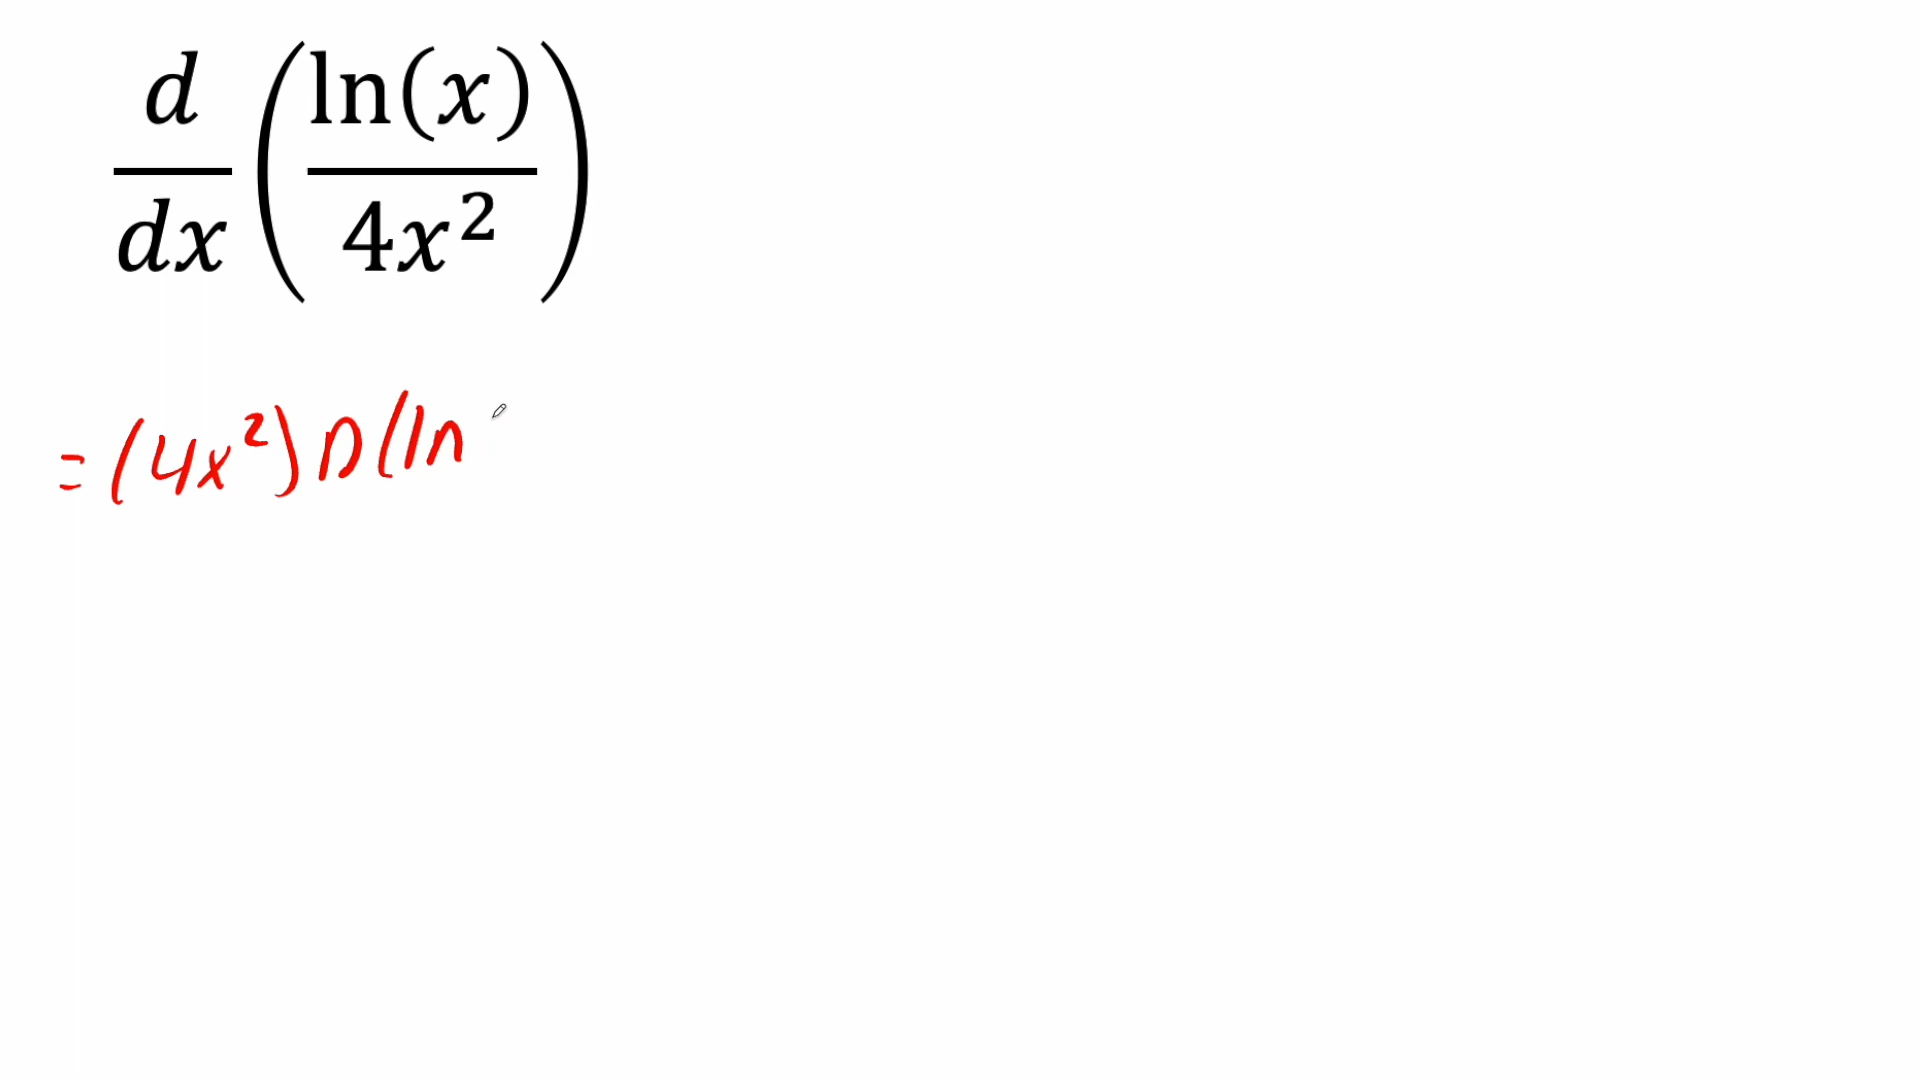 d/dx (ln(x)/4x²)
= (4x²) D(ln